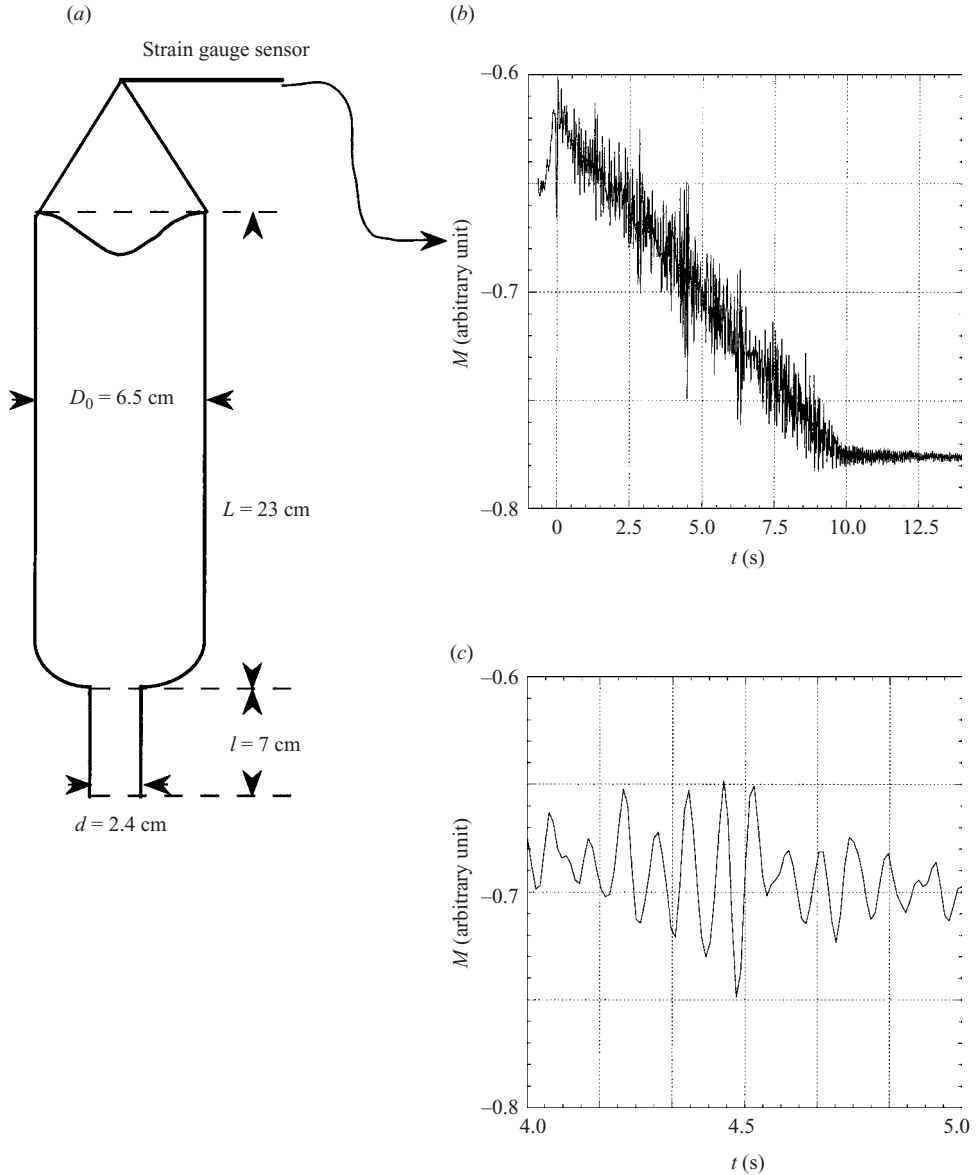 (a)
Strain gauge sensor
D0 = 6.5 cm
L = 23 cm
l = 7 cm
d = 2.4 cm
(b)
–0.6
–0.7
–0.8
M (arbitrary unit)
0 2.5 5.0 7.5 10.0 12.5
t (s)
(c)
–0.6
–0.7
–0.8
M (arbitrary unit)
4.0 4.5 5.0
t (s)